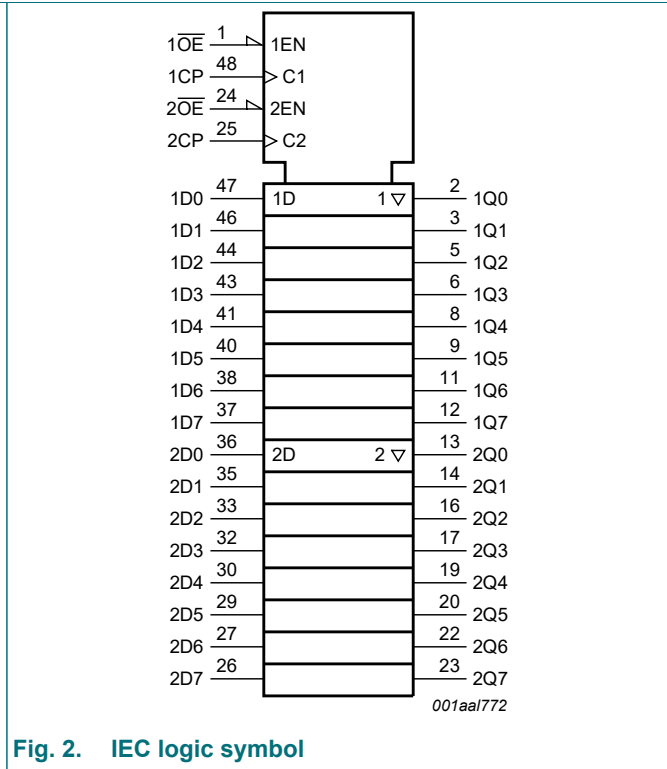 1O̅E̅ 1 1EN
1CP 48 C1
2O̅E̅ 24 2EN
2CP 25 C2
1D0 47 1D 1 ▽ 2 1Q0
1D1 46 3 1Q1
1D2 44 5 1Q2
1D3 43 6 1Q3
1D4 41 8 1Q4
1D5 40 9 1Q5
1D6 38 11 1Q6
1D7 37 12 1Q7
2D0 36 2D 2 ▽ 13 2Q0
2D1 35 14 2Q1
2D2 33 16 2Q2
2D3 32 17 2Q3
2D4 30 19 2Q4
2D5 29 20 2Q5
2D6 27 22 2Q6
2D7 26 23 2Q7
001aal772
Fig. 2. IEC logic symbol